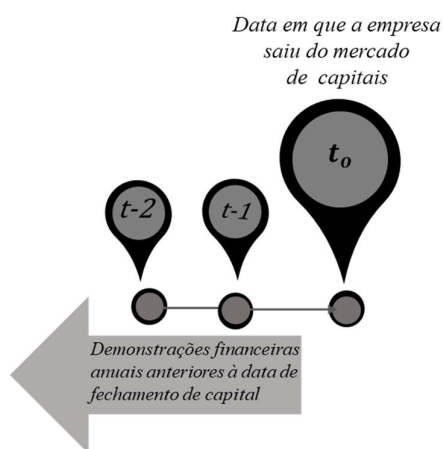 Data em que a empresa
saiu do mercado
de capitais
t₀
t-2
t-1
Demonstrações financeiras
anuais anteriores à data de
fechamento de capital